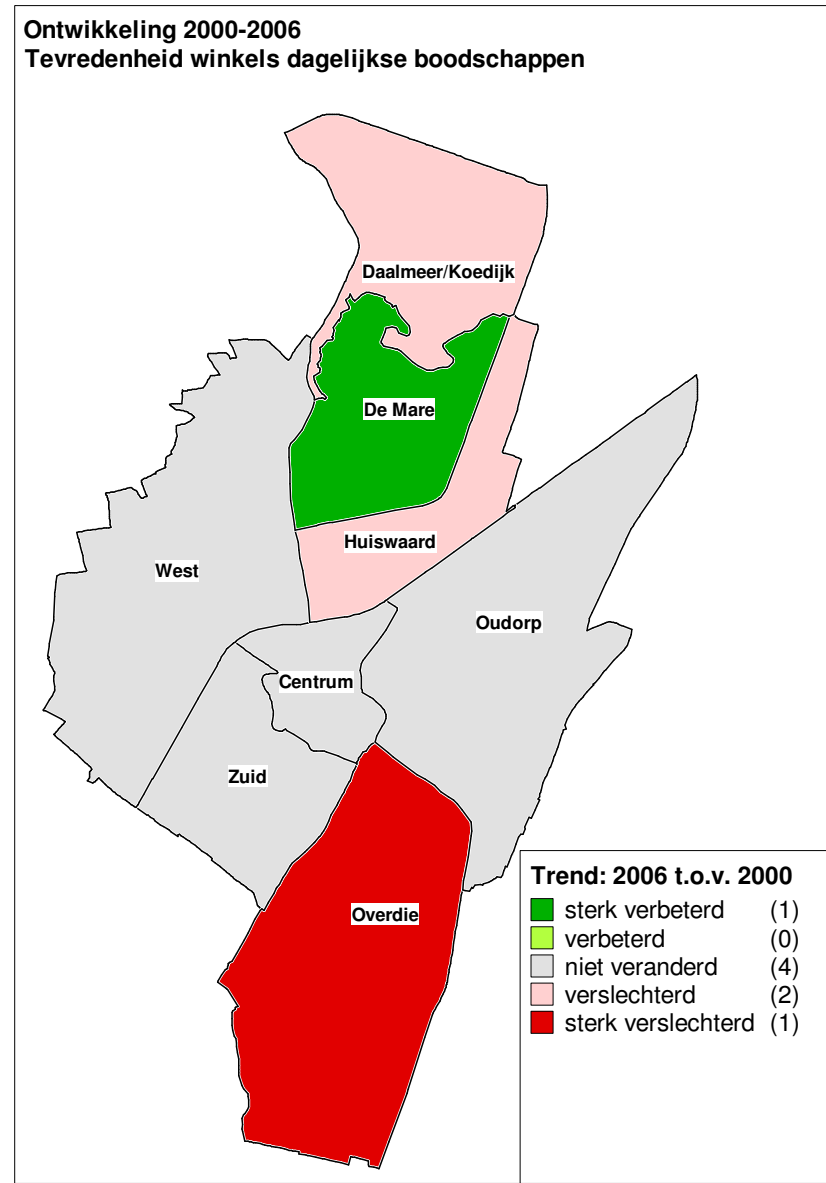 Ontwikkeling 2000-2006
Tevredenheid winkels dagelijkse boodschappen
Daalmeer/Koedijk
De Mare
Huiswaard
West
Oudorp
Centrum
Zuid
Overdie
Trend: 2006 t.o.v. 2000
sterk verbeterd (1)
verbeterd (0)
niet veranderd (4)
verslechterd (2)
sterk verslechterd (1)